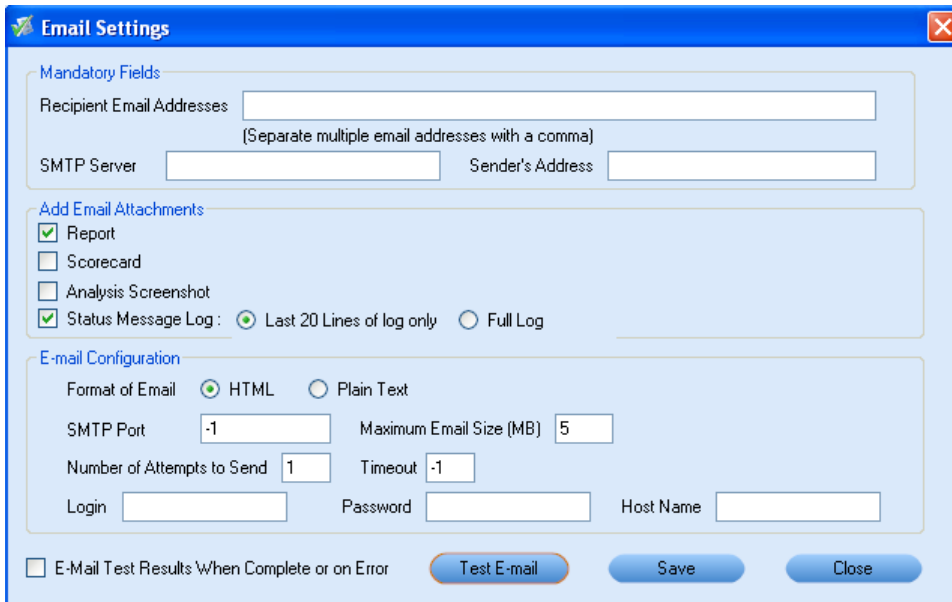 Email Settings
Mandatory Fields
Recipient Email Addresses
(Separate multiple email addresses with a comma)
SMTP Server Sender's Address
Add Email Attachments
Report
Scorecard
Analysis Screenshot
Status Message Log : Last 20 Lines of log only Full Log
E-mail Configuration
Format of Email HTML Plain Text
SMTP Port -1 Maximum Email Size (MB) 5
Number of Attempts to Send 1 Timeout -1
Login Password Host Name
E-Mail Test Results When Complete or on Error Test E-mail Save Close